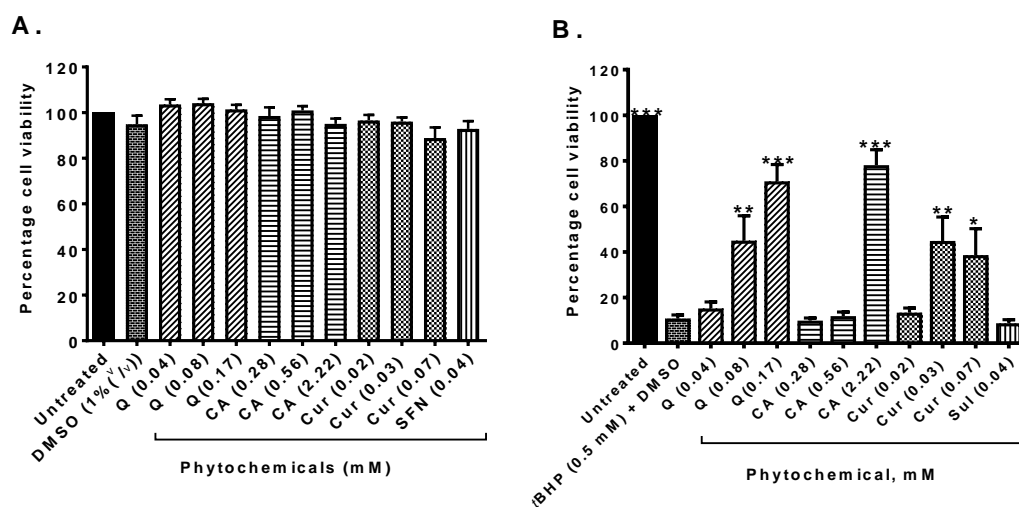 A.
120
100
80
60
40
20
0
Percentage cell viability
Untreated
DMSO (1% (v/v))
Q (0.04)
Q (0.08)
Q(0.17)
CA (0.28)
CA (0.56)
CA (2.22)
Cur (0.02)
Cur (0.03)
Cur (0.07)
SFN (0.04)
Phytochemicals (mM)
B.
120
100
80
60
40
20
0
Percentage cell viability
***
**
***
***
**
*
Untreated
tBHP (0.5 mM) + DMSO
Q (0.04)
Q (0.08)
Q(0.17)
CA (0.28)
CA (0.56)
CA (2.22)
Cur (0.02)
Cur (0.03)
Cur (0.07)
Sul (0.04)
Phytochemical, mM